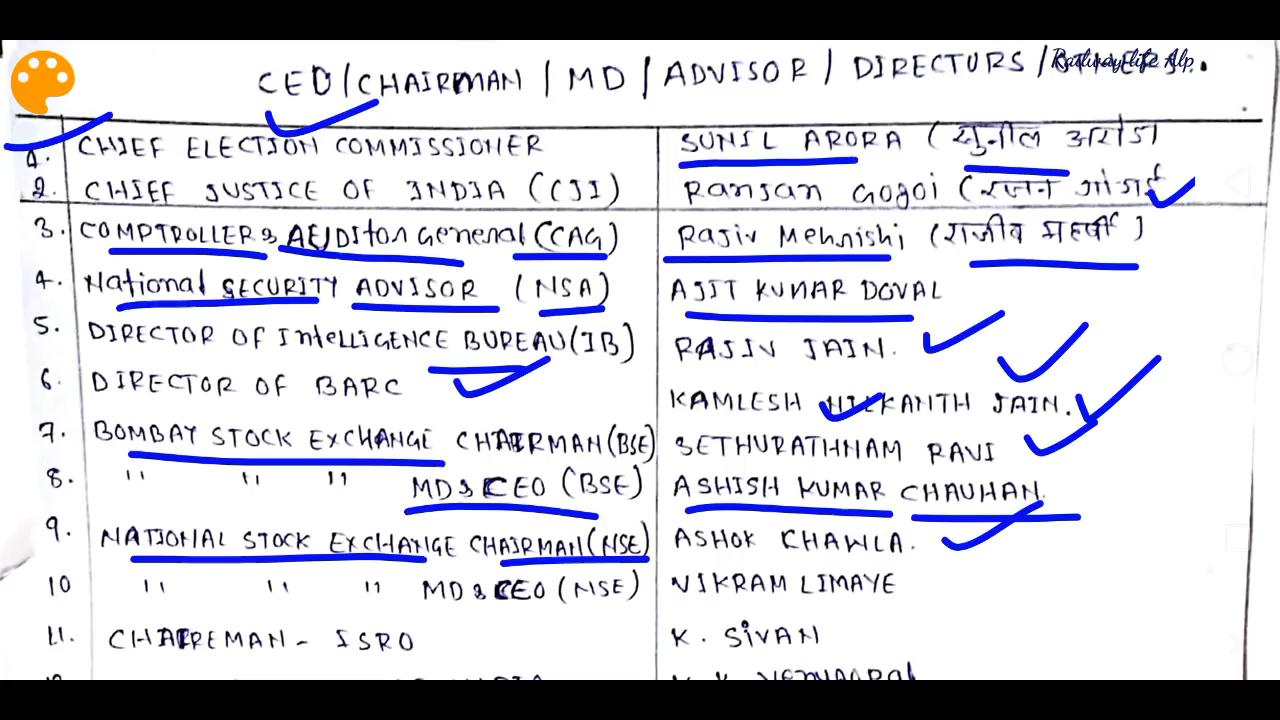 CEO/CHAIRMAN/MD/ADVISOR/DIRECTURS/OTHERS.
Railway life Alp
1. CHIEF ELECTION COMMISSIONER SUNIL ARORA (सुनील अरोडा
2. CHIEF JUSTICE OF INDIA (CJI) RANJAN GOGOI (रंजन गोगई
3. COMPTROLLER & AUDITOR General (CAG) RAJIV Mehrishi (राजीव महर्षी)
4. National SECURITY ADVISOR (NSA) AJIT KUMAR DOVAL
5. DIRECTOR OF IntellIGENCE BUREAU (IB) RAJIV JAIN.
6. DIRECTOR OF BARC KAMLESH NILKANTH JAIN.
7. BOMBAY STOCK EXCHANGE CHAIRMAN (BSE) SETHURATHNAM RAVI
8. " " " MD & CEO (BSE) ASHISH KUMAR CHAUHAN.
9. NATIONAL STOCK EXCHANGE CHAIRMAN (NSE) ASHOK CHAWLA.
10 " " " MD & CEO (NSE) VIKRAM LIMAYE
11. CHAIREMAN - ISRO K. SIVAN